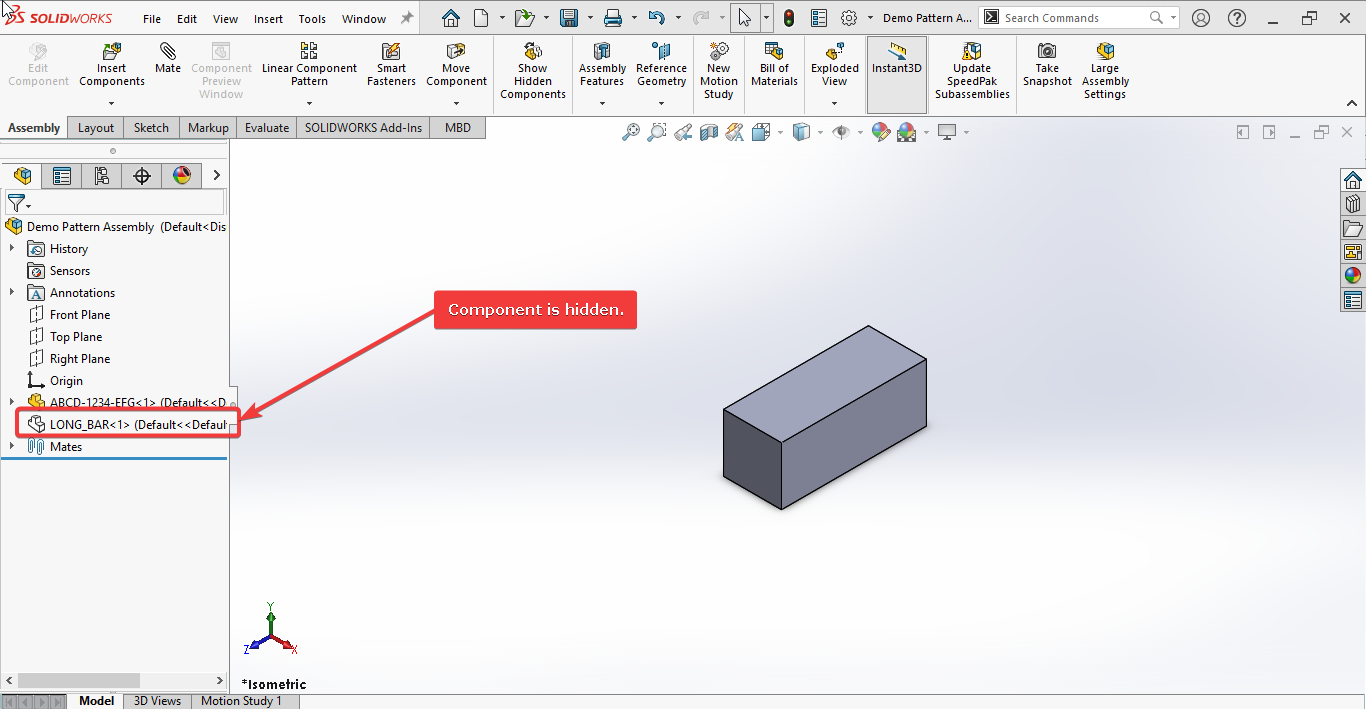 SOLIDWORKS File Edit View Insert Tools Window Demo Pattern A... Search Commands
Edit Component
Insert Components
Mate
Component Preview Window
Linear Component Pattern
Smart Fasteners
Move Component
Show Hidden Components
Assembly Features
Reference Geometry
New Motion Study
Bill of Materials
Exploded View
Instant3D
Update SpeedPak Subassemblies
Take Snapshot
Large Assembly Settings
Assembly Layout Sketch Markup Evaluate SOLIDWORKS Add-Ins MBD
Demo Pattern Assembly (Default<Dis
History
Sensors
A Annotations
Front Plane
Top Plane
Right Plane
Origin
ABCD-1234-EFG<1> (Default<<D
LONG_BAR<1> (Default<<Defaul
Mates
Component is hidden.
Y
Z X
*Isometric
Model 3D Views Motion Study 1